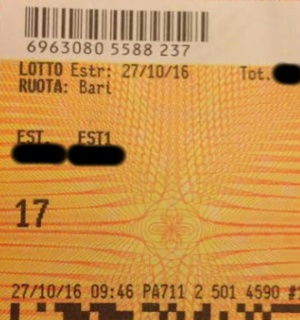 6963080 5588 237
LOTTO Estr: 27/10/16 Tot.
RUOTA: Bari
EST EST1
17
27/10/16 09:46 PA711 2 501 4590 #